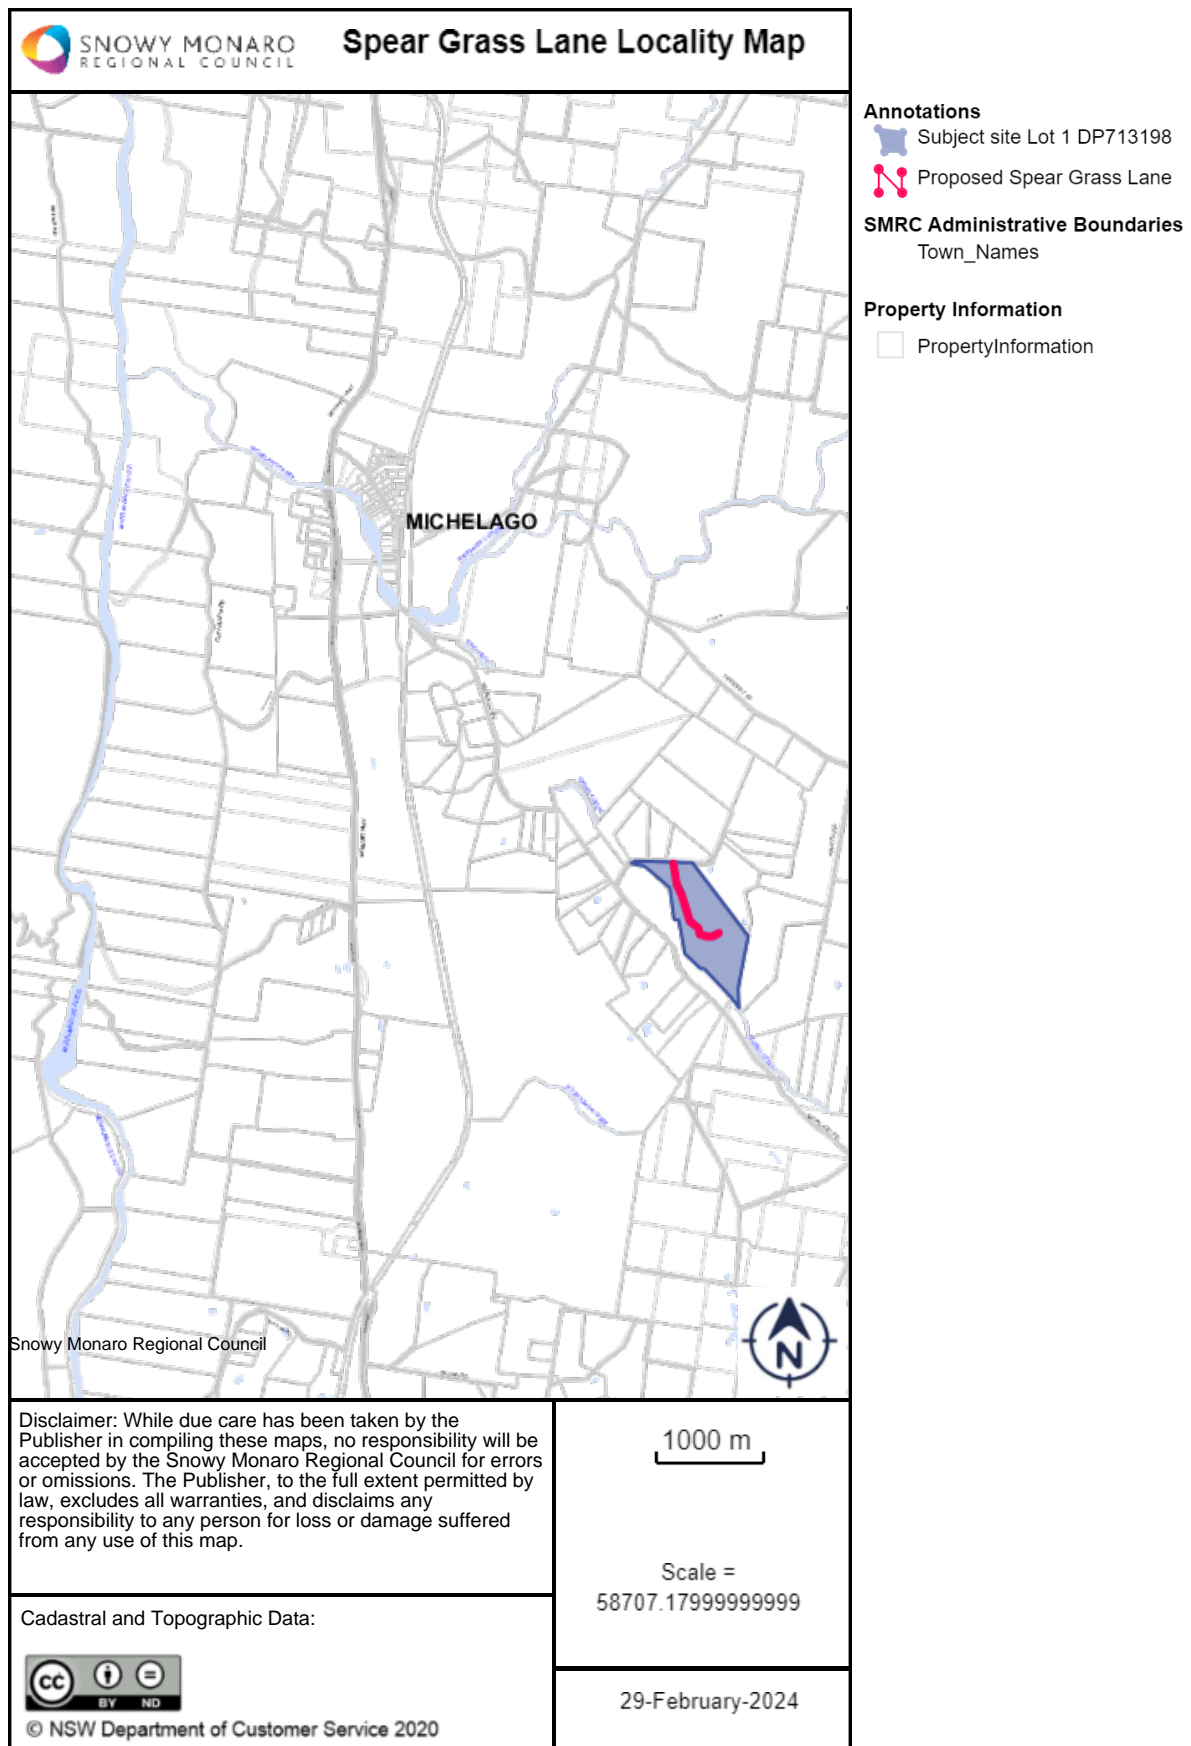 SNOWY MONARO
REGIONAL COUNCIL
Spear Grass Lane Locality Map
Annotations
Subject site Lot 1 DP713198
Proposed Spear Grass Lane
SMRC Administrative Boundaries
Town_Names
Property Information
PropertyInformation
MICHELAGO
N
Snowy Monaro Regional Council
Disclaimer: While due care has been taken by the
Publisher in compiling these maps, no responsibility will be
accepted by the Snowy Monaro Regional Council for errors
or omissions. The Publisher, to the full extent permitted by
law, excludes all warranties, and disclaims any
responsibility to any person for loss or damage suffered
from any use of this map.
1000 m
Scale =
58707.17999999999
Cadastral and Topographic Data:
cc
BY ND
© NSW Department of Customer Service 2020
29-February-2024